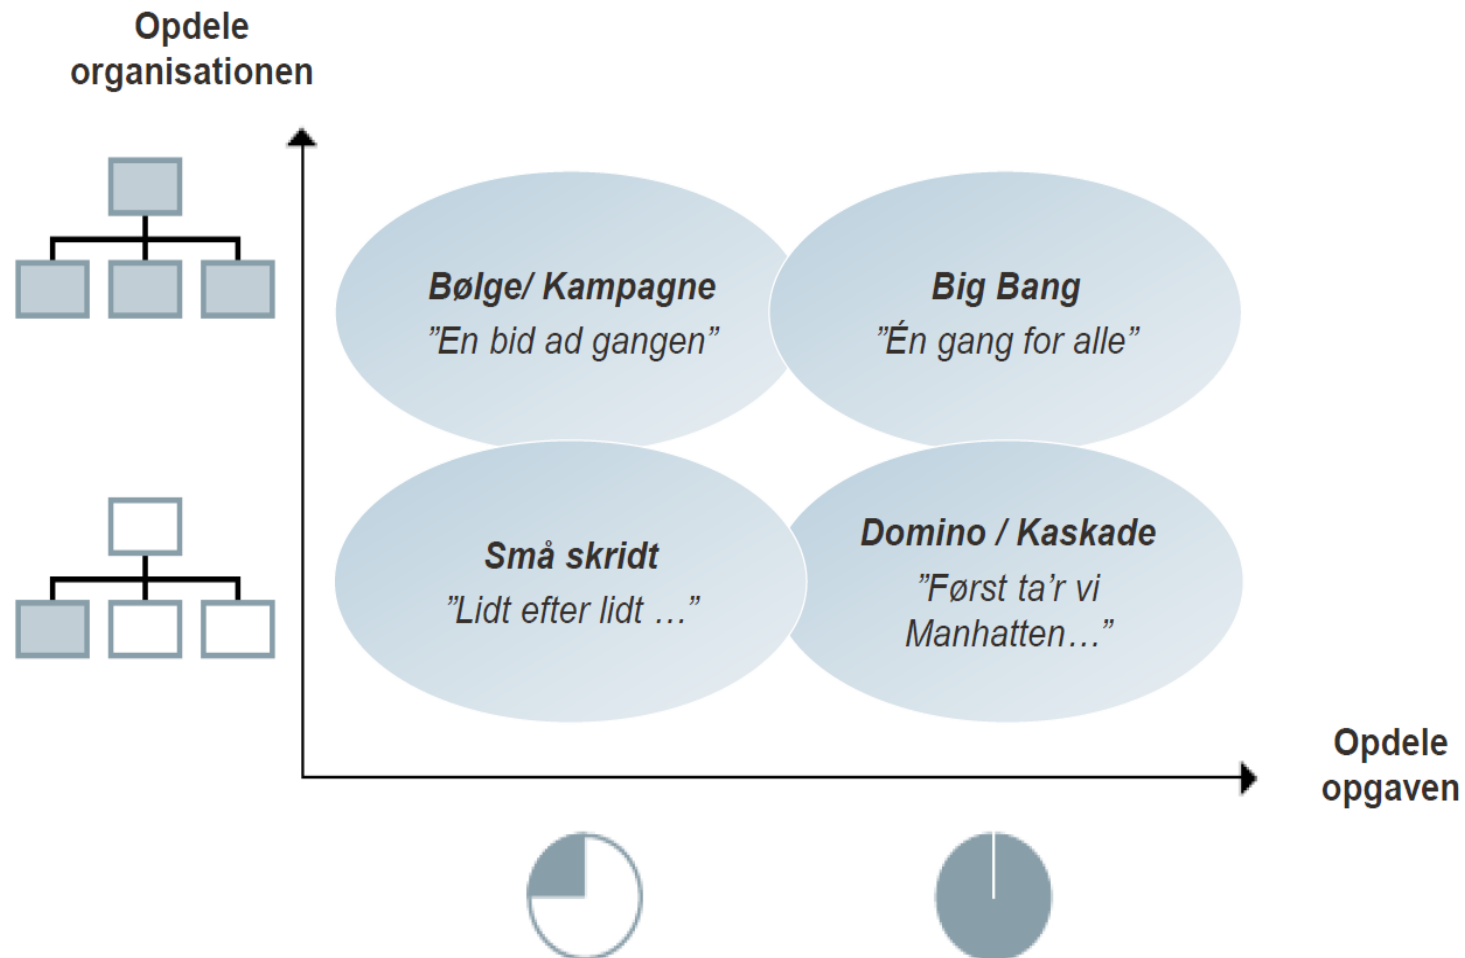 Opdele
organisationen
Bølge/ Kampagne
”En bid ad gangen”
Big Bang
”Én gang for alle”
Små skridt
”Lidt efter lidt …”
Domino / Kaskade
”Først ta’r vi
Manhatten…”
Opdele
opgaven